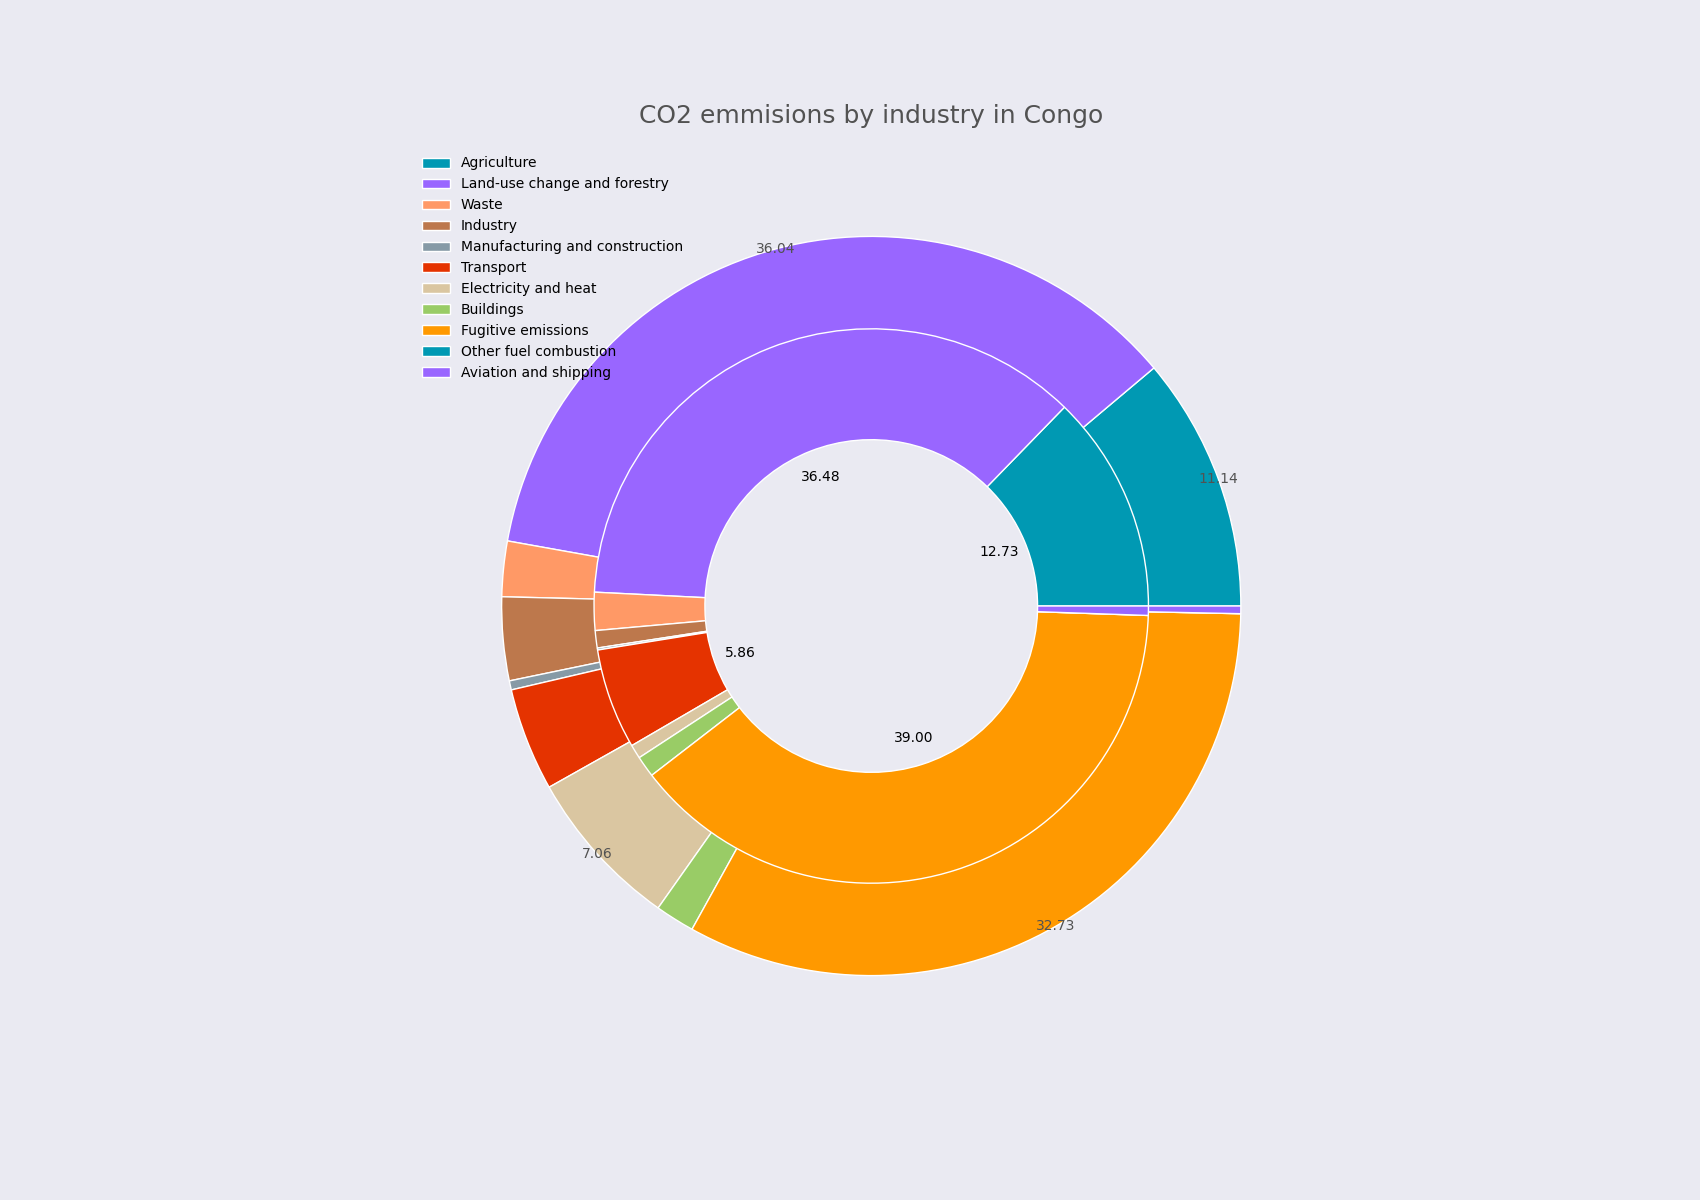 CO2 emmisions by industry in Congo
Agriculture
Land-use change and forestry
Waste
Industry
Manufacturing and construction
Transport
Electricity and heat
Buildings
Fugitive emissions
Other fuel combustion
Aviation and shipping
36.04
11.14
36.48
12.73
5.86
39.00
7.06
32.73